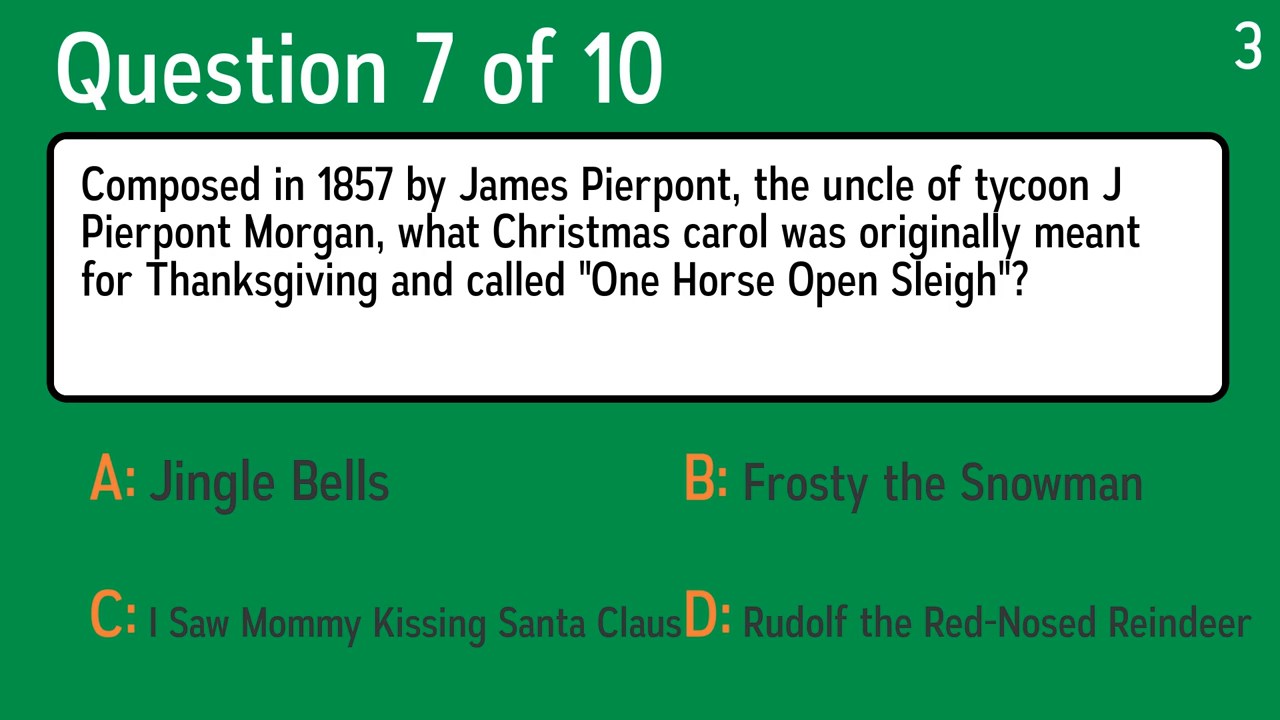 Question 7 of 10
3
Composed in 1857 by James Pierpont, the uncle of tycoon J
Pierpont Morgan, what Christmas carol was originally meant
for Thanksgiving and called "One Horse Open Sleigh"?
A: Jingle Bells
B: Frosty the Snowman
C: I Saw Mommy Kissing Santa Claus
D: Rudolf the Red-Nosed Reindeer